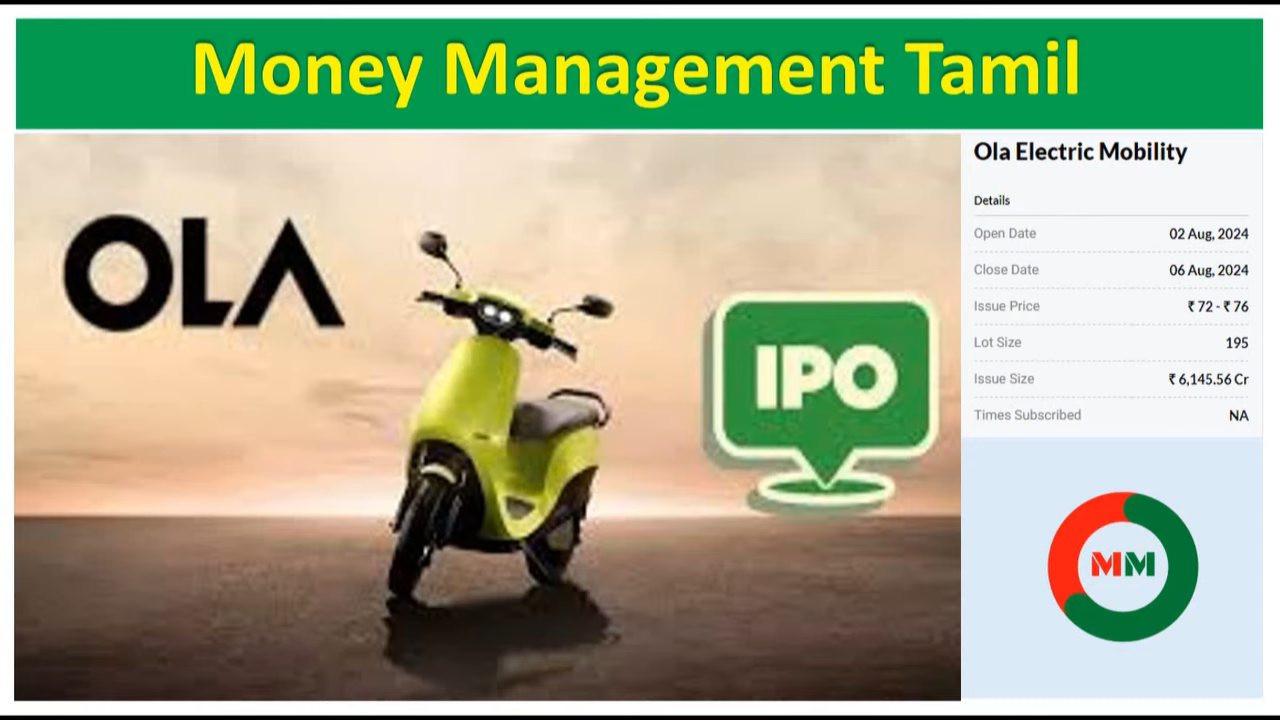 Money Management Tamil
OLA
IPO
Ola Electric Mobility
Details
Open Date 02 Aug, 2024
Close Date 06 Aug, 2024
Issue Price ₹ 72 - ₹ 76
Lot Size 195
Issue Size ₹ 6,145.56 Cr
Times Subscribed NA
MM